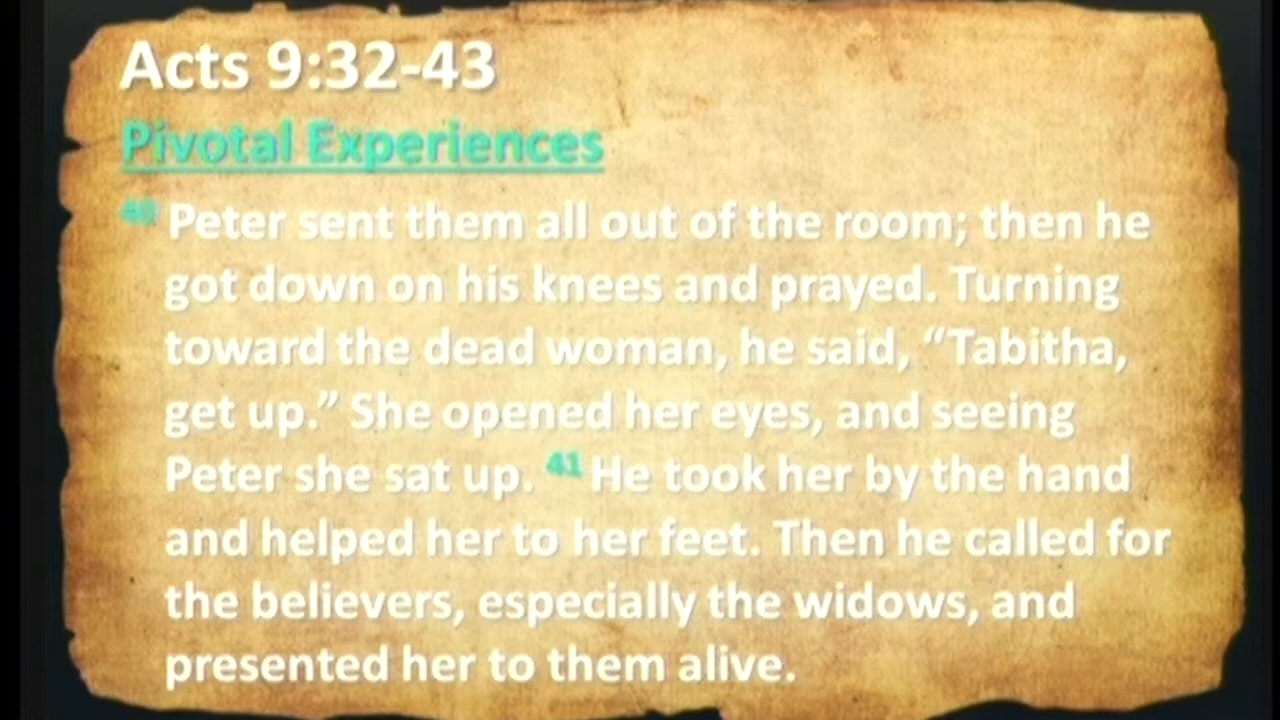 Acts 9:32-43
Pivotal Experiences
40 Peter sent them all out of the room; then he
got down on his knees and prayed. Turning
toward the dead woman, he said, “Tabitha,
get up.” She opened her eyes, and seeing
Peter she sat up. 41 He took her by the hand
and helped her to her feet. Then he called for
the believers, especially the widows, and
presented her to them alive.